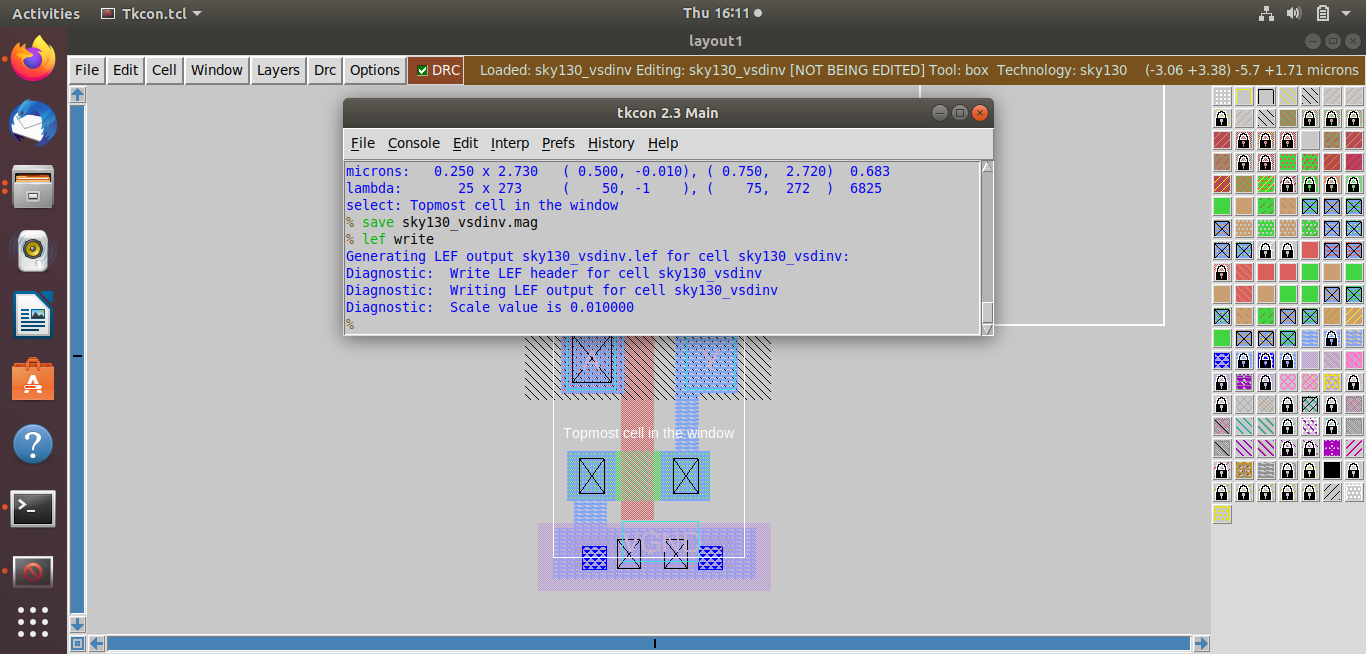 Activities Tkcon.tcl Thu 16:11
layout1
File Edit Cell Window Layers Drc Options DRC Loaded: sky130_vsdinv Editing: sky130_vsdinv [NOT BEING EDITED] Tool: box Technology: sky130 (-3.06 +3.38) -5.7 +1.71 microns
tkcon 2.3 Main
File Console Edit Interp Prefs History Help
microns: 0.250 x 2.730 ( 0.500, -0.010), ( 0.750, 2.720) 0.683
lambda: 25 x 273 ( 50, -1 ), ( 75, 272 ) 6825
select: Topmost cell in the window
% save sky130_vsdinv.mag
% lef write
Generating LEF output sky130_vsdinv.lef for cell sky130_vsdinv:
Diagnostic: Write LEF header for cell sky130_vsdinv
Diagnostic: Writing LEF output for cell sky130_vsdinv
Diagnostic: Scale value is 0.010000
%
A Y
Topmost cell in the window